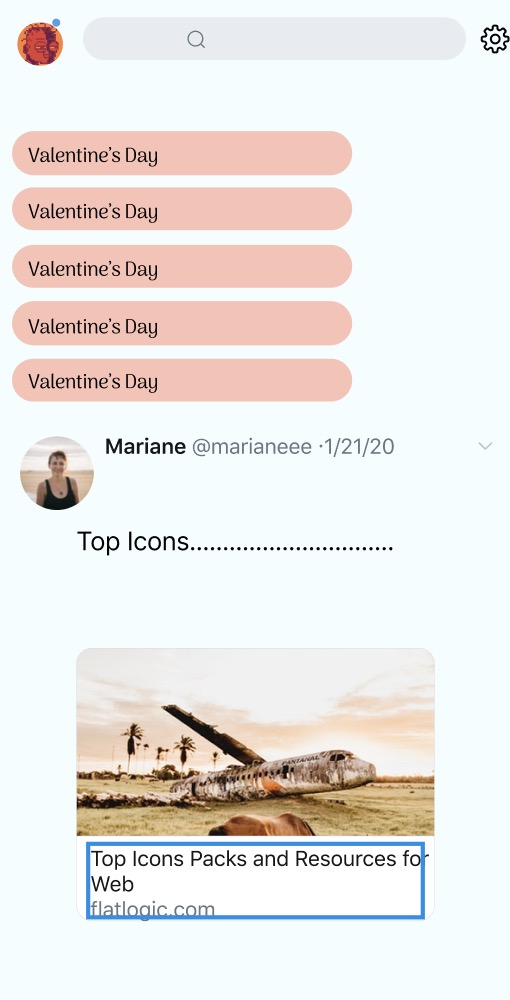 Valentine's Day
Valentine's Day
Valentine's Day
Valentine's Day
Valentine's Day
Mariane @marianeee ·1/21/20
Top Icons...............................
PANTANAL
Top Icons Packs and Resources for
Web
flatlogic.com